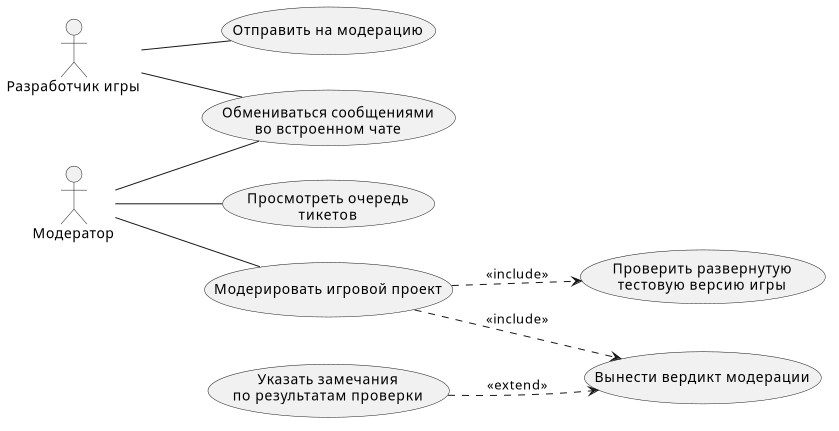 Отправить на модерацию
Разработчик игры
Обмениваться сообщениями
во встроенном чате
Просмотреть очередь
тикетов
Модератор
Модерировать игровой проект
«include»
Проверить развернутую
тестовую версию игры
«include»
Вынести вердикт модерации
Указать замечания
по результатам проверки
«extend»